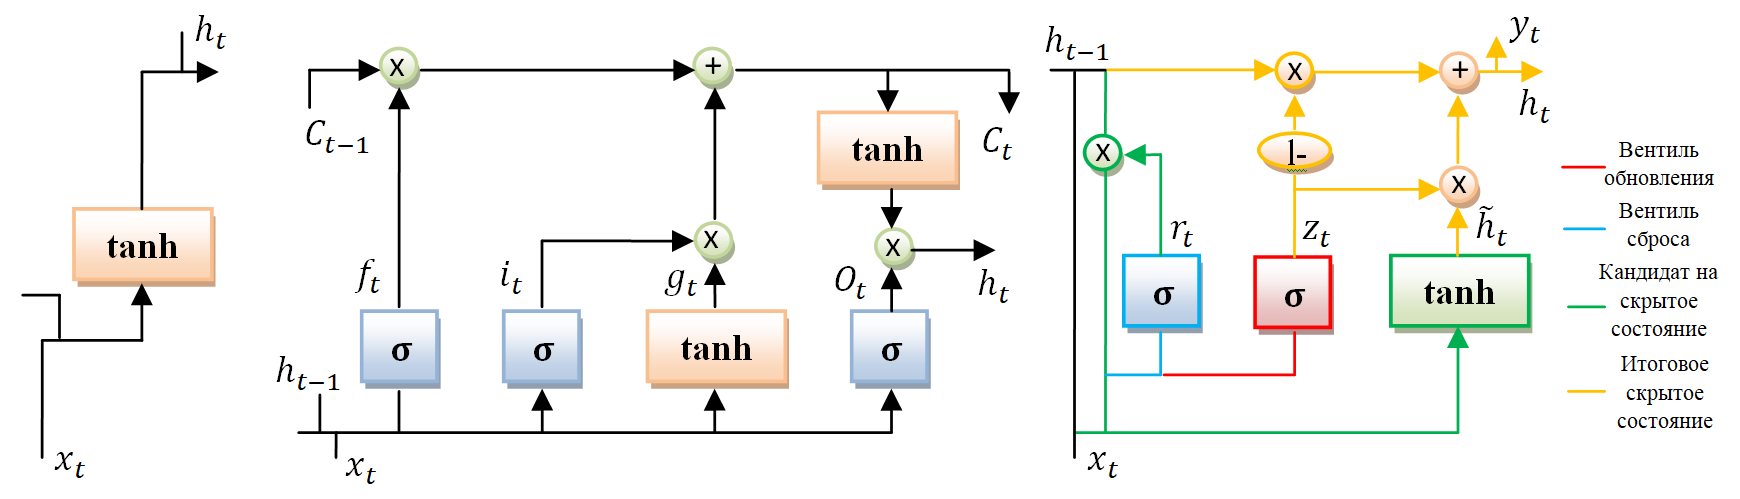 h_t
tanh
x_t
x
+
C_{t-1}
tanh
C_t
x
x
f_t
i_t
g_t
O_t
h_t
σ
σ
tanh
σ
h_{t-1}
x_t
h_{t-1}
y_t
x
+
h_t
x
l-
x
r_t
z_t
h̃_t
σ
σ
tanh
x_t
Вентиль
обновления
Вентиль
сброса
Кандидат на
скрытое
состояние
Итоговое
скрытое
состояние